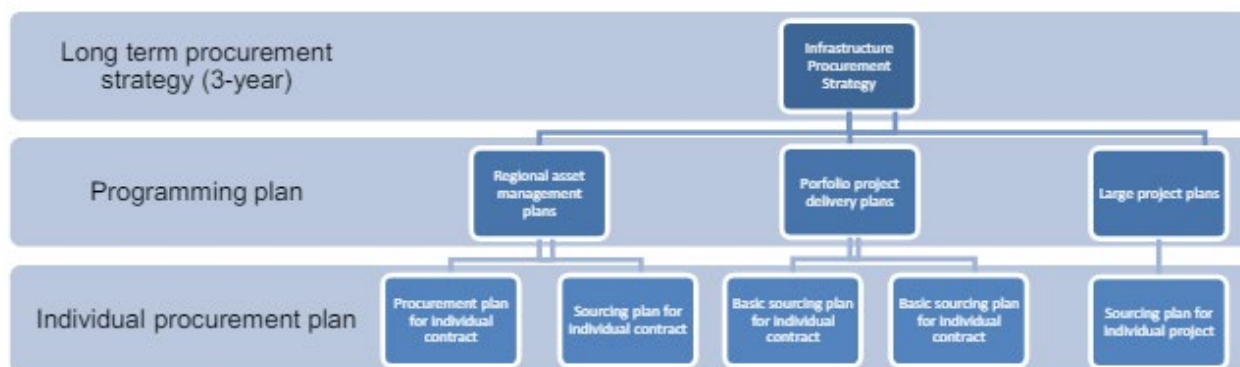 Long term procurement
strategy (3-year)
Infrastructure
Procurement
Strategy
Programming plan
Regional asset
management
plans
Porfolio project
delivery plans
Large project plans
Individual procurement plan
Procurement plan
for individual
contract
Sourcing plan for
individual contract
Basic sourcing plan
for individual
contract
Basic sourcing plan
for individual
contract
Sourcing plan for
individual project